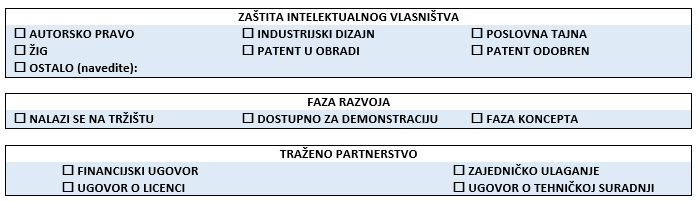 ZAŠTITA INTELEKTUALNOG VLASNIŠTVA
☐ AUTORSKO PRAVO ☐ INDUSTRIJSKI DIZAJN ☐ POSLOVNA TAJNA
☐ ŽIG ☐ PATENT U OBRADI ☐ PATENT ODOBREN
☐ OSTALO (navedite):
FAZA RAZVOJA
☐ NALAZI SE NA TRŽIŠTU ☐ DOSTUPNO ZA DEMONSTRACIJU ☐ FAZA KONCEPTA
TRAŽENO PARTNERSTVO
☐ FINANCIJSKI UGOVOR ☐ ZAJEDNIČKO ULAGANJE
☐ UGOVOR O LICENCI ☐ UGOVOR O TEHNIČKOJ SURADNJI